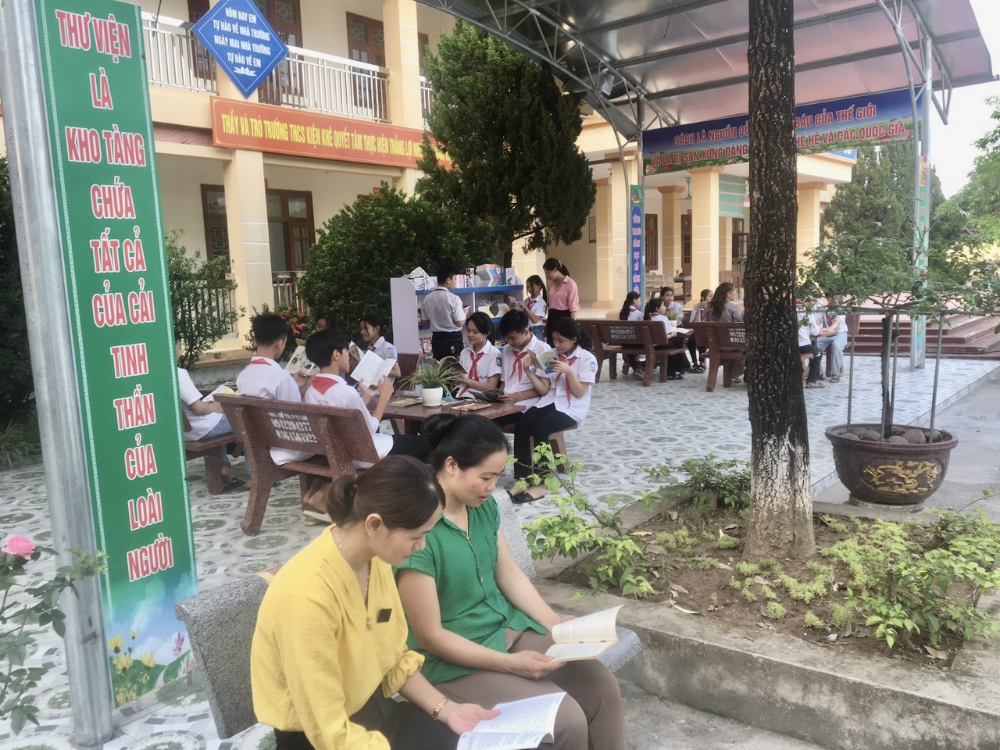 THƯ VIỆN
LÀ
KHO TÀNG
CHỨA
TẤT CẢ
CỦA CẢI
TINH
THẦN
CỦA
LOÀI
NGƯỜI
HÔM NAY EM
TỰ HÀO VỀ NHÀ TRƯỜNG
NGÀY MAI NHÀ TRƯỜNG
TỰ HÀO VỀ EM
THẦY VÀ TRÒ TRƯỜNG THCS KIỆN KHÊ QUYẾT TÂM THỰC HIỆN THẮNG LỢI
SÁCH LÀ NGUỒN BÁU CỦA THẾ GIỚI
VÀ LÀ DI SẢN XỨNG ĐÁNG HỆ VÀ CÁC QUỐC GIA
0912294277